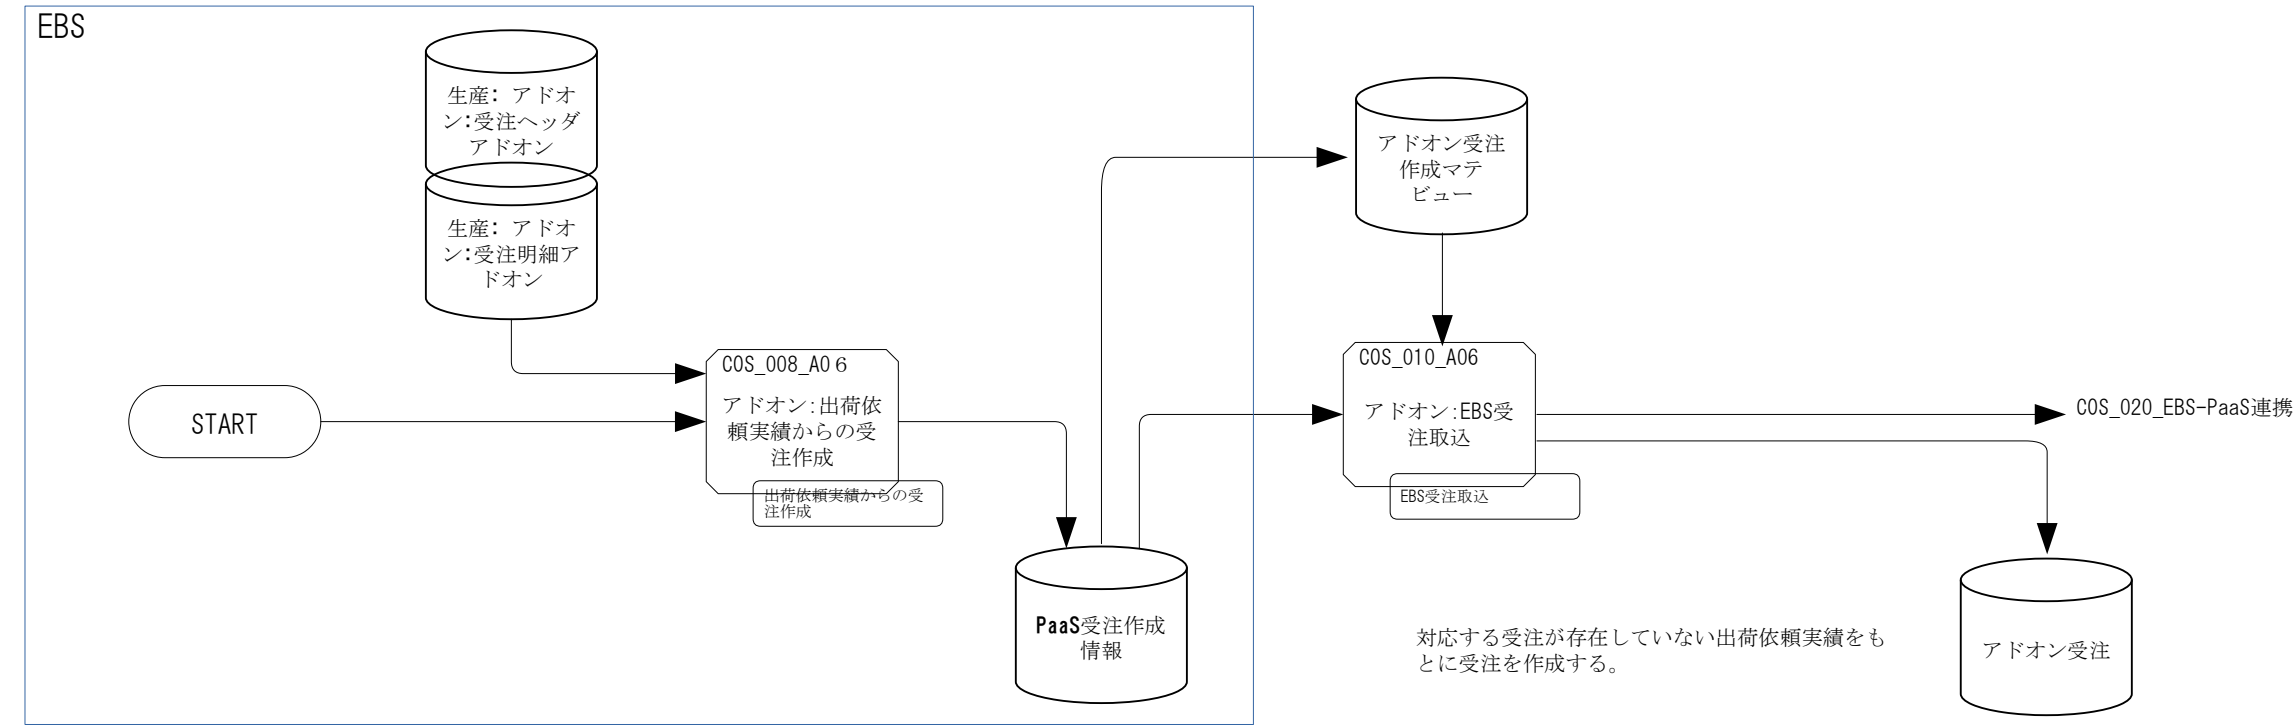 EBS
生産: アドオ
ン:受注ヘッダ
アドオン
生産: アドオ
ン:受注明細ア
ドオン
START
COS_008_A0６
アドオン:出荷依
頼実績からの受
注作成
出荷依頼実績からの受
注作成
PaaS受注作成
情報
アドオン受注
作成マテ
ビュー
COS_010_A06
アドオン:EBS受
注取込
EBS受注取込
COS_020_EBS-PaaS連携
対応する受注が存在していない出荷依頼実績をも
とに受注を作成する。
アドオン受注